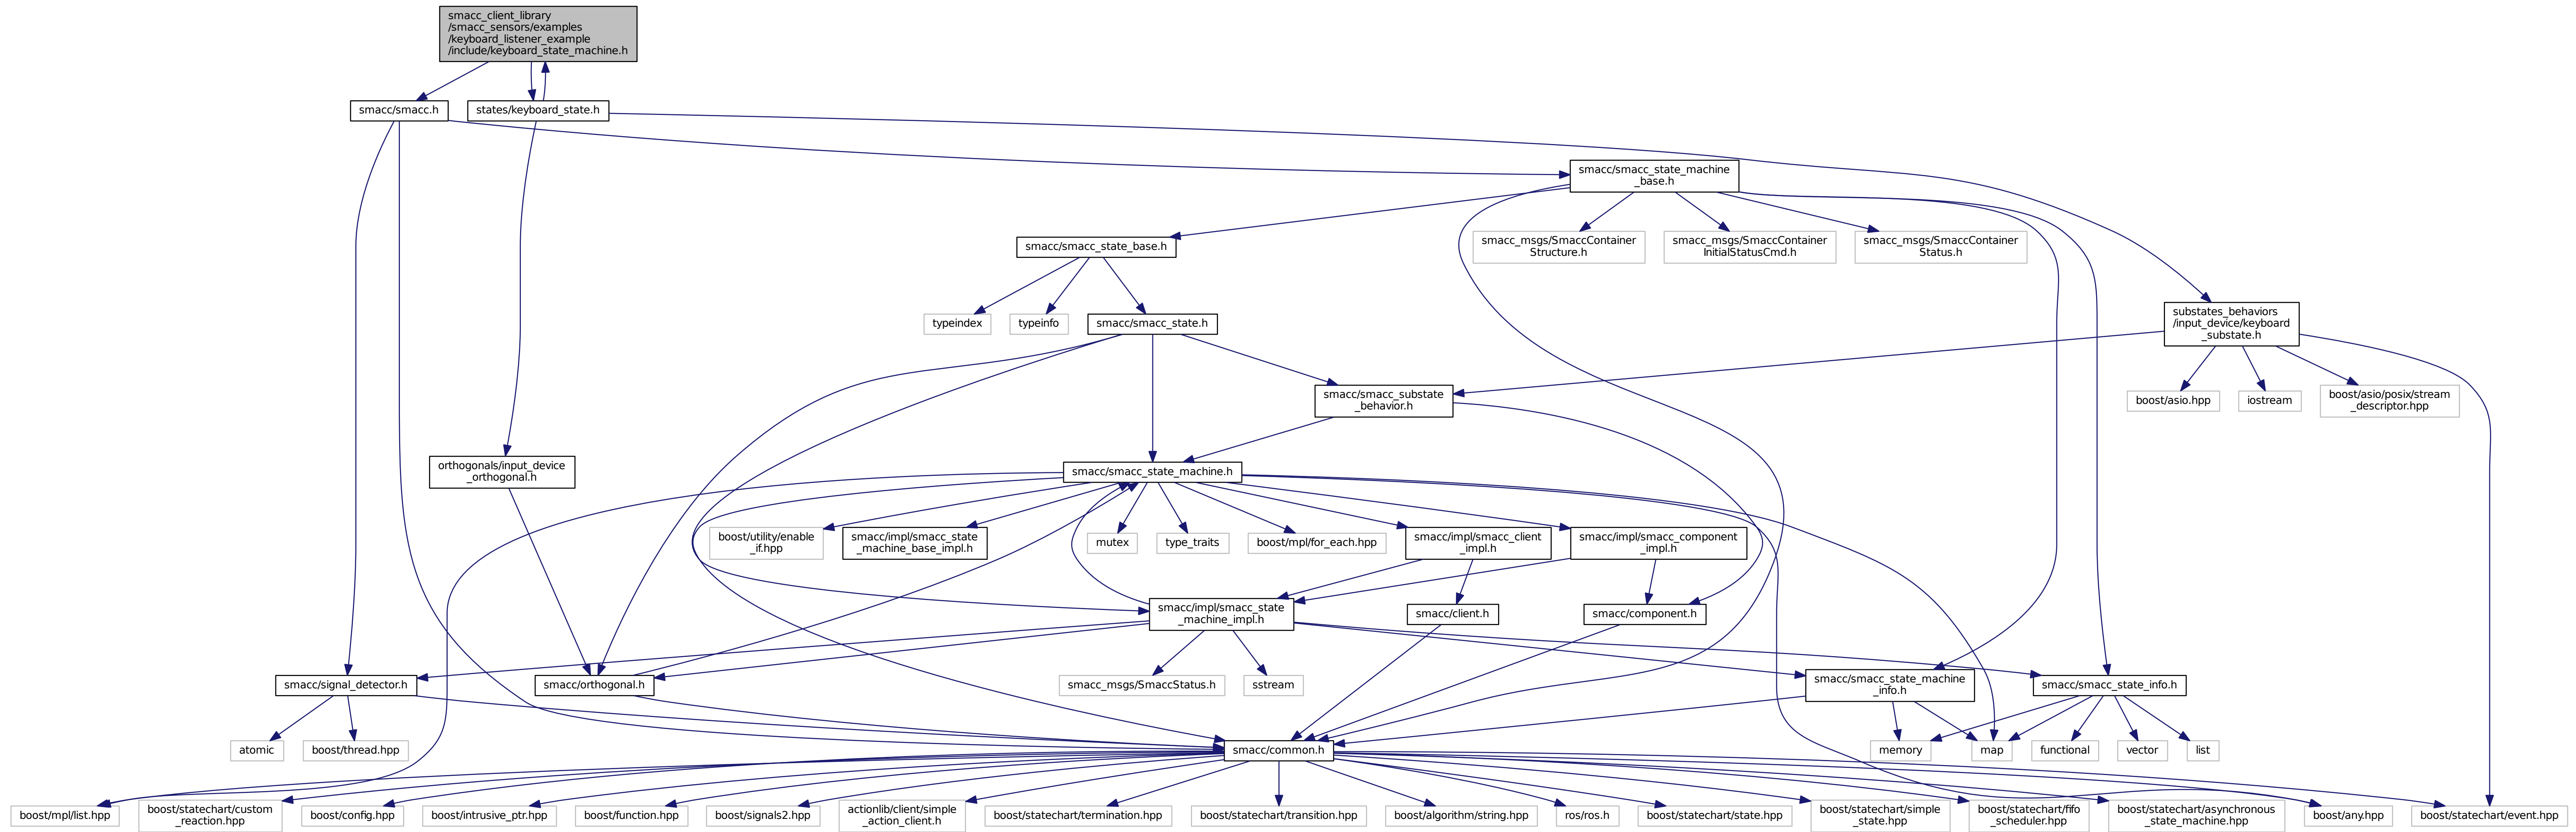 smacc_client_library
/smacc_sensors/examples
/keyboard_listener_example
/include/keyboard_state_machine.h
smacc/smacc.h
states/keyboard_state.h
smacc/smacc_state_machine
_base.h
smacc/smacc_state_base.h
smacc_msgs/SmaccContainer
Structure.h
smacc_msgs/SmaccContainer
InitialStatusCmd.h
smacc_msgs/SmaccContainer
Status.h
typeindex
typeinfo
smacc/smacc_state.h
substates_behaviors
/input_device/keyboard
_substate.h
smacc/smacc_substate
_behavior.h
boost/asio.hpp
iostream
boost/asio/posix/stream
_descriptor.hpp
orthogonals/input_device
_orthogonal.h
smacc/smacc_state_machine.h
boost/utility/enable
_if.hpp
smacc/impl/smacc_state
_machine_base_impl.h
mutex
type_traits
boost/mpl/for_each.hpp
smacc/impl/smacc_client
_impl.h
smacc/impl/smacc_component
_impl.h
smacc/impl/smacc_state
_machine_impl.h
smacc/client.h
smacc/component.h
smacc/signal_detector.h
smacc/orthogonal.h
smacc_msgs/SmaccStatus.h
sstream
smacc/smacc_state_machine
_info.h
smacc/smacc_state_info.h
atomic
boost/thread.hpp
smacc/common.h
memory
map
functional
vector
list
boost/mpl/list.hpp
boost/statechart/custom
_reaction.hpp
boost/config.hpp
boost/intrusive_ptr.hpp
boost/function.hpp
boost/signals2.hpp
actionlib/client/simple
_action_client.h
boost/statechart/termination.hpp
boost/statechart/transition.hpp
boost/algorithm/string.hpp
ros/ros.h
boost/statechart/state.hpp
boost/statechart/simple
_state.hpp
boost/statechart/fifo
_scheduler.hpp
boost/statechart/asynchronous
_state_machine.hpp
boost/any.hpp
boost/statechart/event.hpp